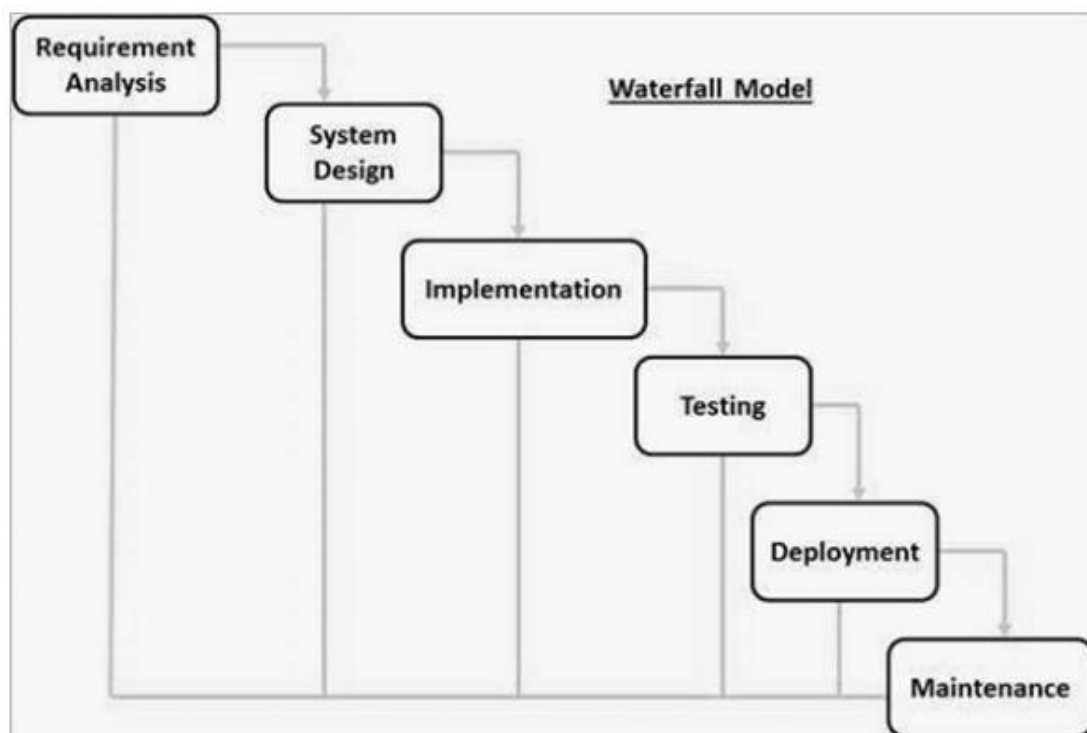 Requirement
Analysis
Waterfall Model
System
Design
Implementation
Testing
Deployment
Maintenance